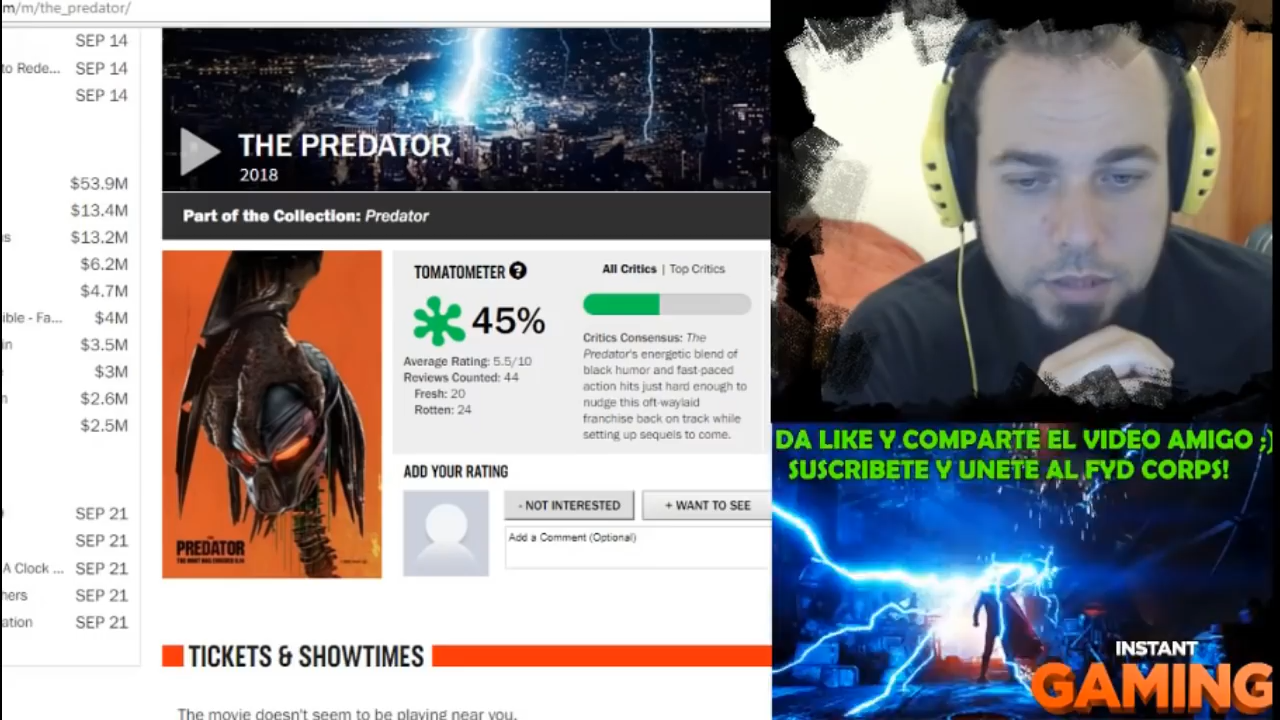 m/m/the_predator/
SEP 14
to Rede... SEP 14
SEP 14
$53.9M
$13.4M
s $13.2M
$6.2M
$4.7M
ible - Fa... $4M
in $3.5M
$3M
$2.6M
$2.5M
SEP 21
SEP 21
A Clock ... SEP 21
hers SEP 21
ation SEP 21
THE PREDATOR
2018
Part of the Collection: Predator
PREDATOR
TOMATOMETER ?
45%
Average Rating: 5.5/10
Reviews Counted: 44
Fresh: 20
Rotten: 24
All Critics | Top Critics
Critics Consensus: The
Predator's energetic blend of
black humor and fast-paced
action hits just hard enough to
nudge this oft-waylaid
franchise back on track while
setting up sequels to come.
ADD YOUR RATING
- NOT INTERESTED
+ WANT TO SEE
Add a Comment (Optional)
TICKETS & SHOWTIMES
The movie doesn't seem to be playing near you.
DA LIKE Y COMPARTE EL VIDEO AMIGO ;)
SUSCRIBETE Y UNETE AL FYD CORPS!
INSTANT
GAMING